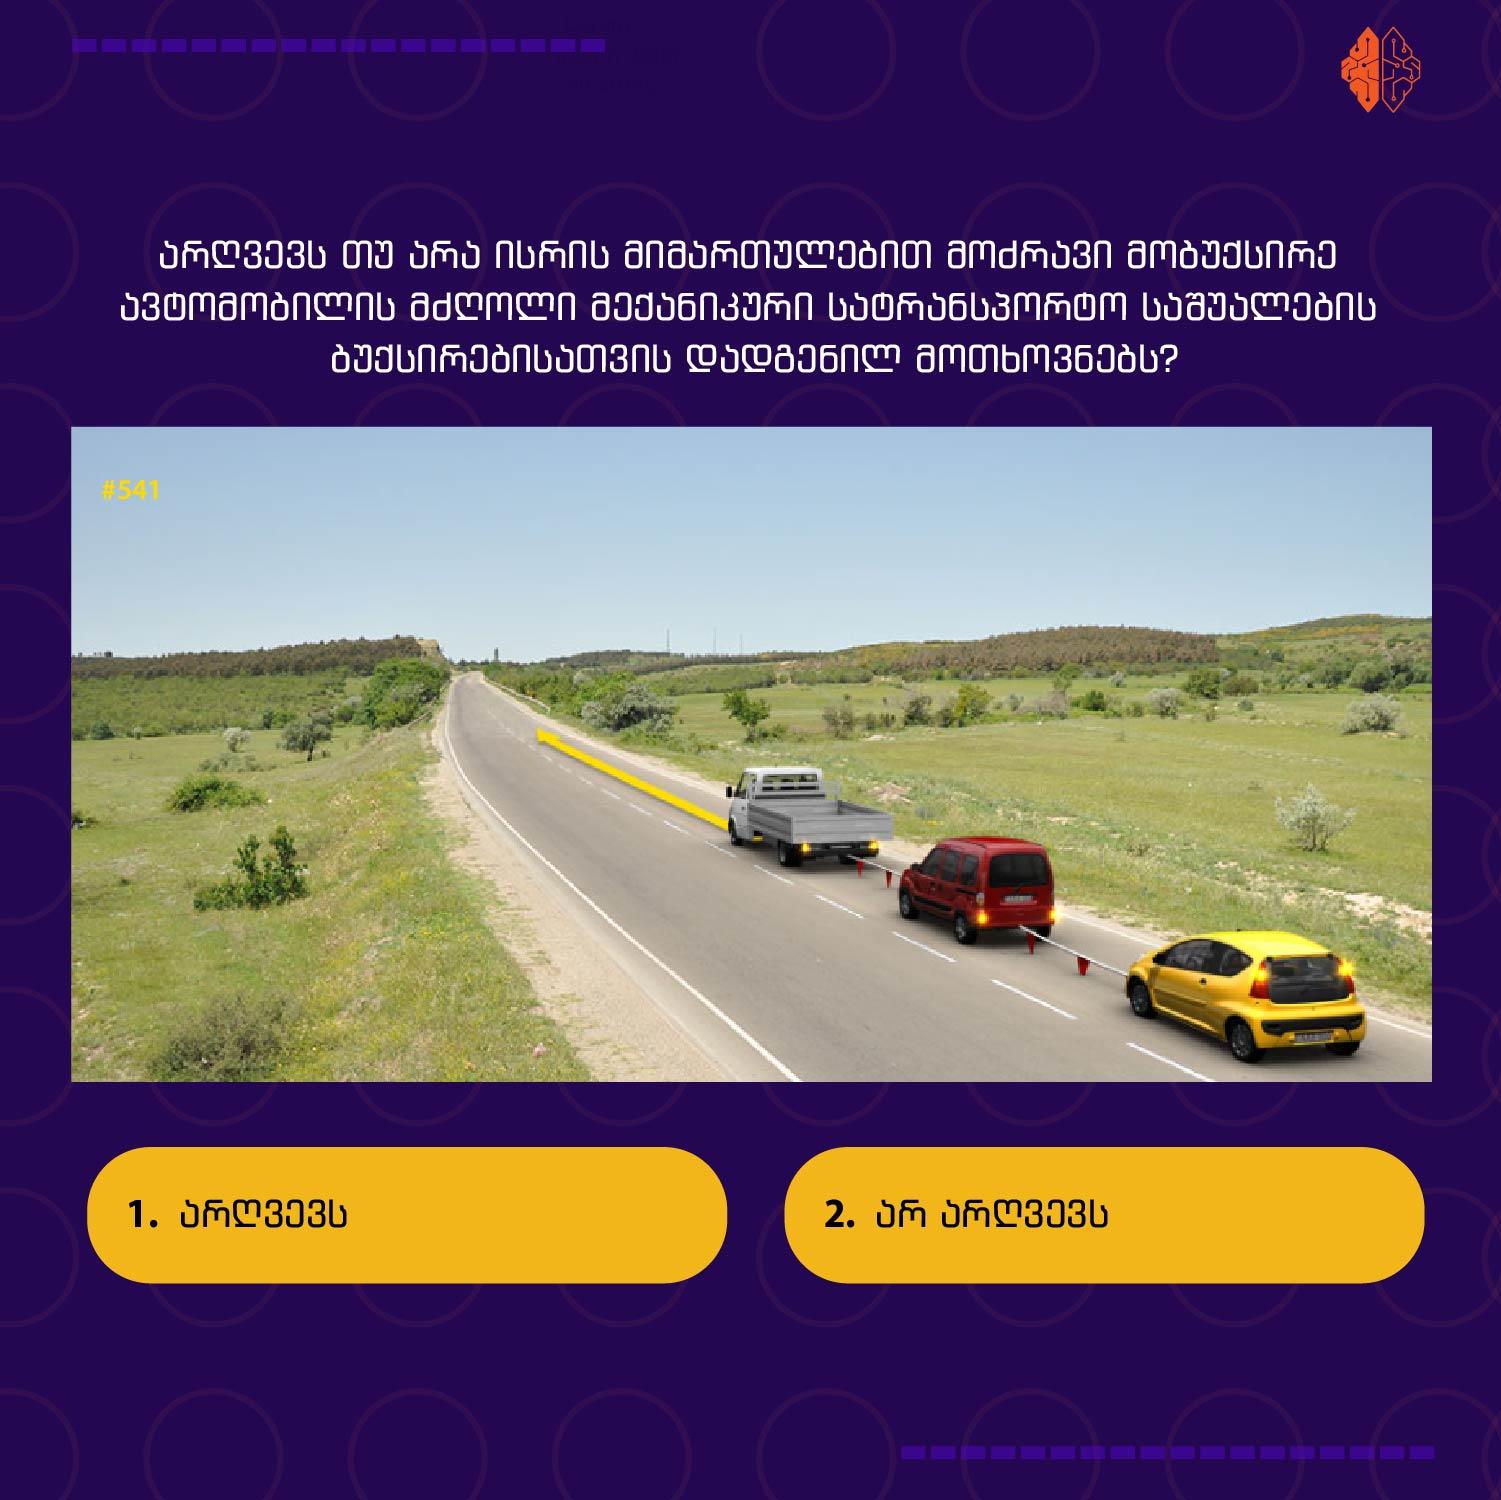 არღვევს თუ არა ისრის მიმართულებით მოძრავი მობუქსირე
ავტომობილის მძღოლი მექანიკური სატრანსპორტო საშუალების
ბუქსირებისათვის დადგენილ მოთხოვნებს?
#541
1. არღვევს
2. არ არღვევს